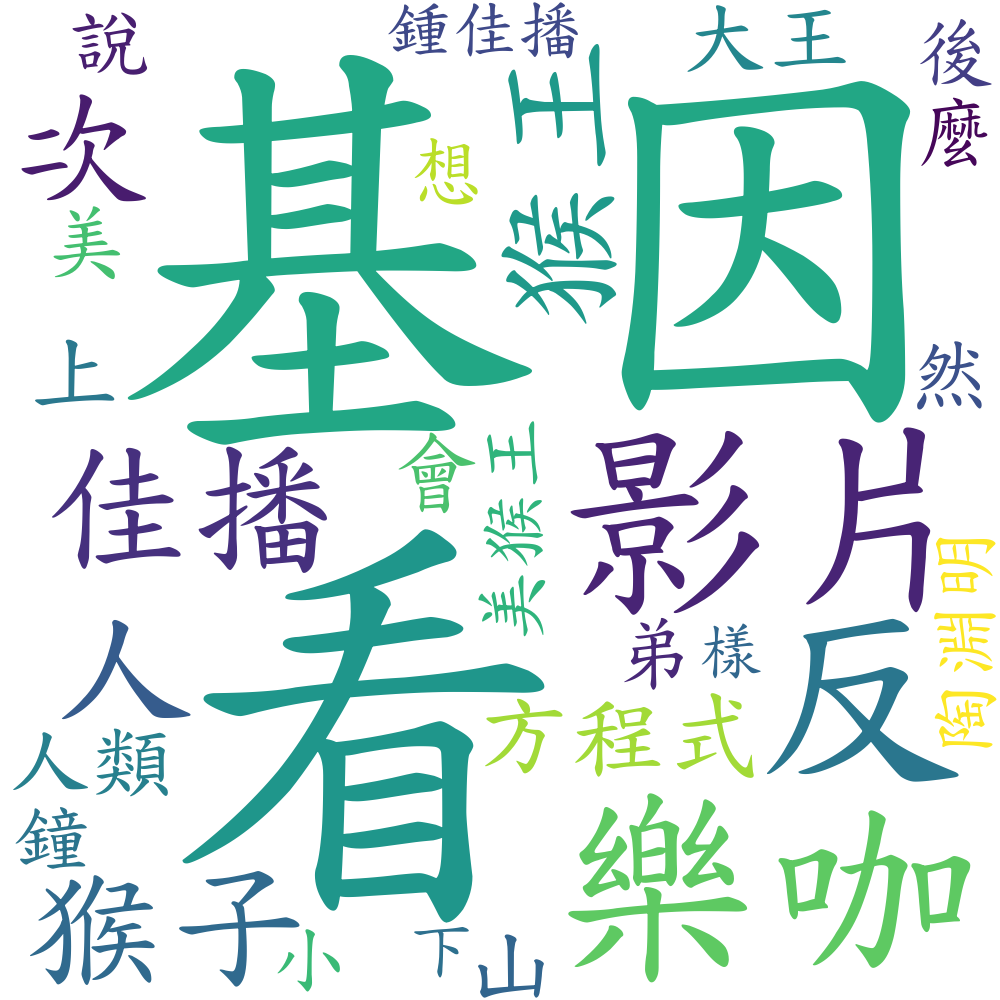 說
鍾佳播
大王
後
次
基因
猴王
麼
想
美
上
然
佳播
會
美猴王
影片
陶淵明
看
人
弟
樣
反
方程式
人類
鐘
猴子
樂咖
小
下
山